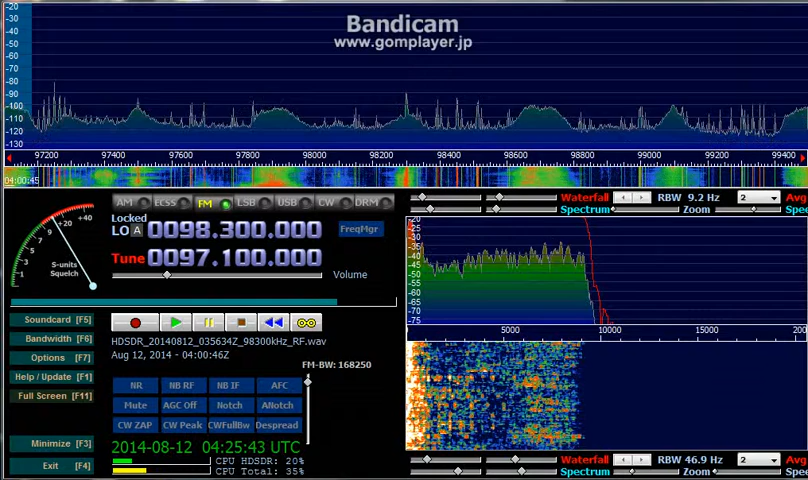 -20
-30
-40
-50
-60
-70
-80
-90
-100
-110
-120
-130
Bandicam
www.gomplayer.jp
97200 97400 97600 97800 98000 98200 98400 98600 98800 99000 99200 99400
04:00:45
AM ECSS FM LSB USB CW DRM
Locked
LO A 0098.300.000 FreqMgr
Tune 0097.100.000
Volume
1 3 5 7 9 +20 +40
S-units
Squelch
Soundcard [F5]
Bandwidth [F6]
Options [F7]
Help / Update [F1]
Full Screen [F11]
Minimize [F3]
Exit [F4]
HDSDR_20140812_035634Z_98300kHz_RF.wav
Aug 12, 2014 - 04:00:46Z
FM-BW: 168250
NR NB RF NB IF AFC
Mute AGC Off Notch ANotch
CW ZAP CW Peak CWFullBw Despread
2014-08-12 04:25:43 UTC
CPU HDSDR: 20%
CPU Total: 35%
Waterfall RBW 9.2 Hz 2 Avg
Spectrum Zoom Spee
-20
-25
-30
-35
-40
-45
-50
-55
-60
-65
-70
-75
5000 10000 15000 200
Waterfall RBW 46.9 Hz 2 Avg
Spectrum Zoom Spee